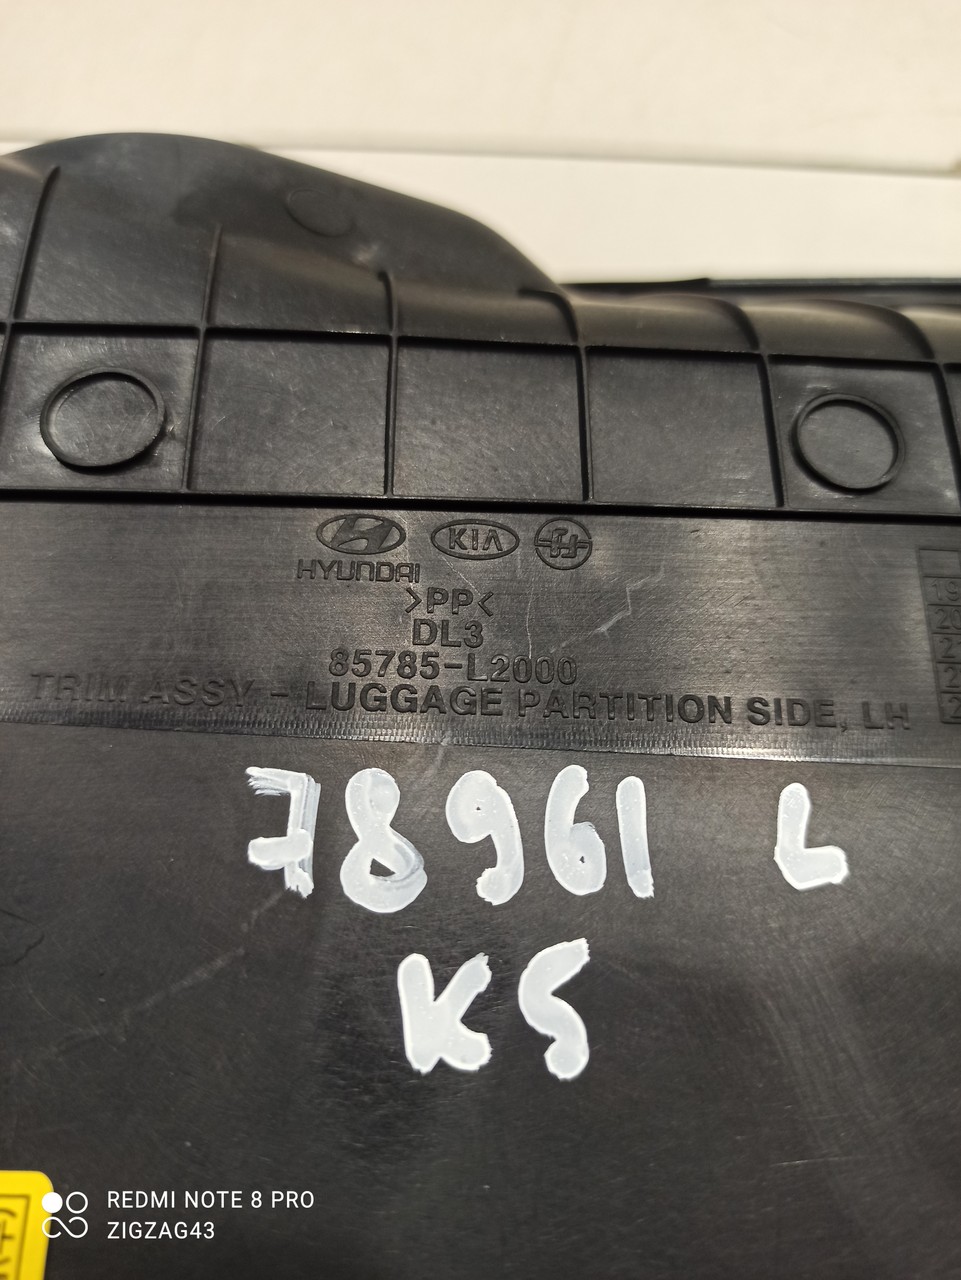 HYUNDAI KIA
>PP<
DL3
85785-L2000
TRIM ASSY - LUGGAGE PARTITION SIDE, LH
78961 L
K5
REDMI NOTE 8 PRO
ZIGZAG43